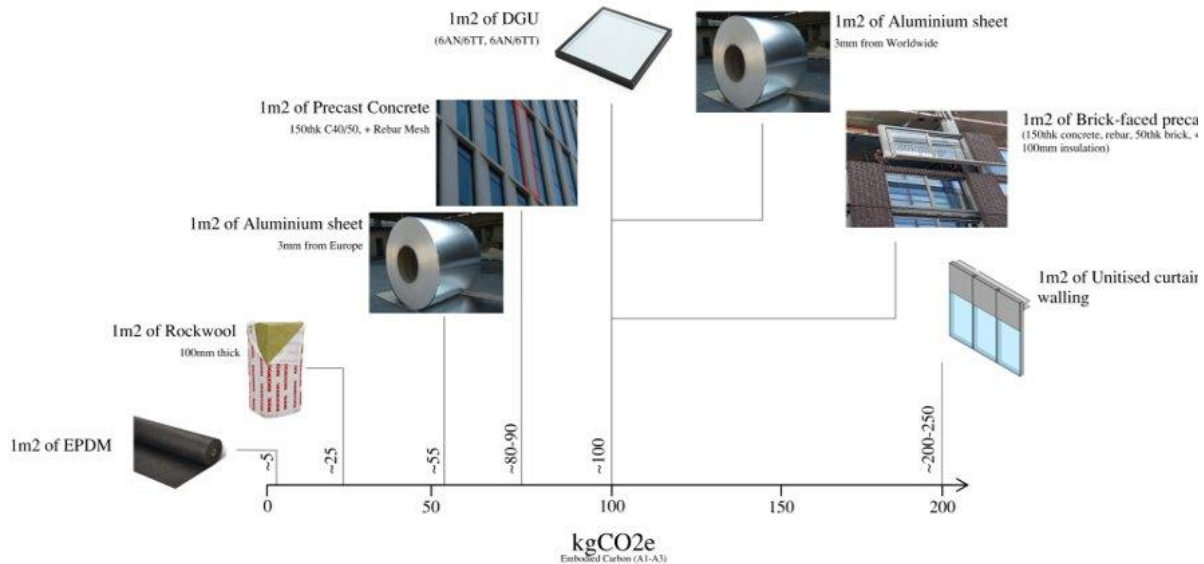 1m2 of DGU
(6AN/6TT, 6AN/6TT)
1m2 of Aluminium sheet
3mm from Worldwide
1m2 of Precast Concrete
150thk C40/50, + Rebar Mesh
1m2 of Brick-faced preca
(150thk concrete, rebar, 50thk brick, +
100mm insulation)
1m2 of Aluminium sheet
3mm from Europe
1m2 of Unitised curtain
walling
1m2 of Rockwool
100mm thick
1m2 of EPDM
~5
~25
~55
~80-90
~100
~200-250
0
50
100
150
200
kgCO2e
Embodied Carbon (A1-A3)